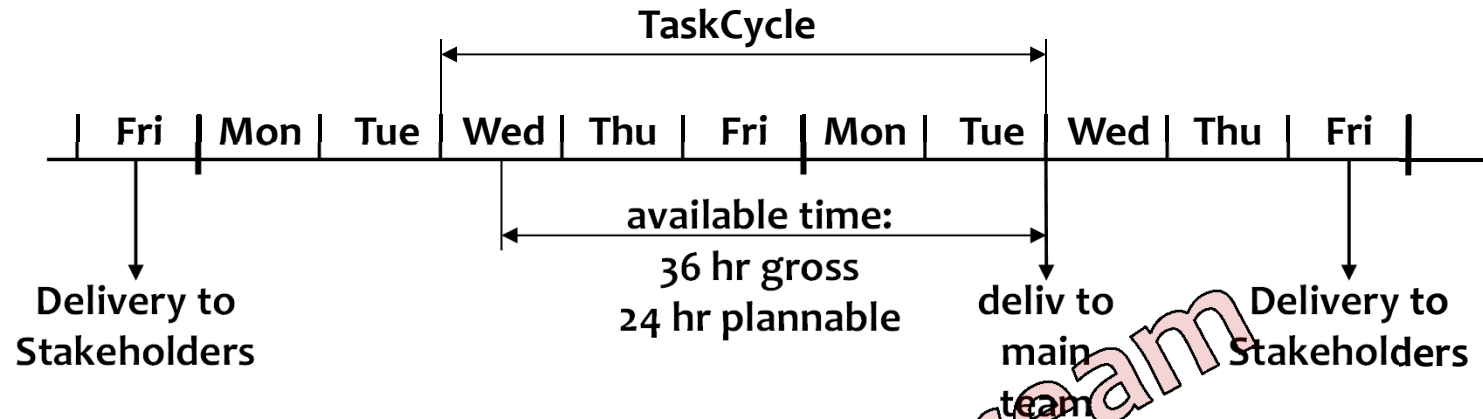 TaskCycle
Fri Mon Tue Wed Thu Fri Mon Tue Wed Thu Fri
available time:
36 hr gross
24 hr plannable
Delivery to
Stakeholders
deliv to
main
team
Delivery to
Stakeholders
eam